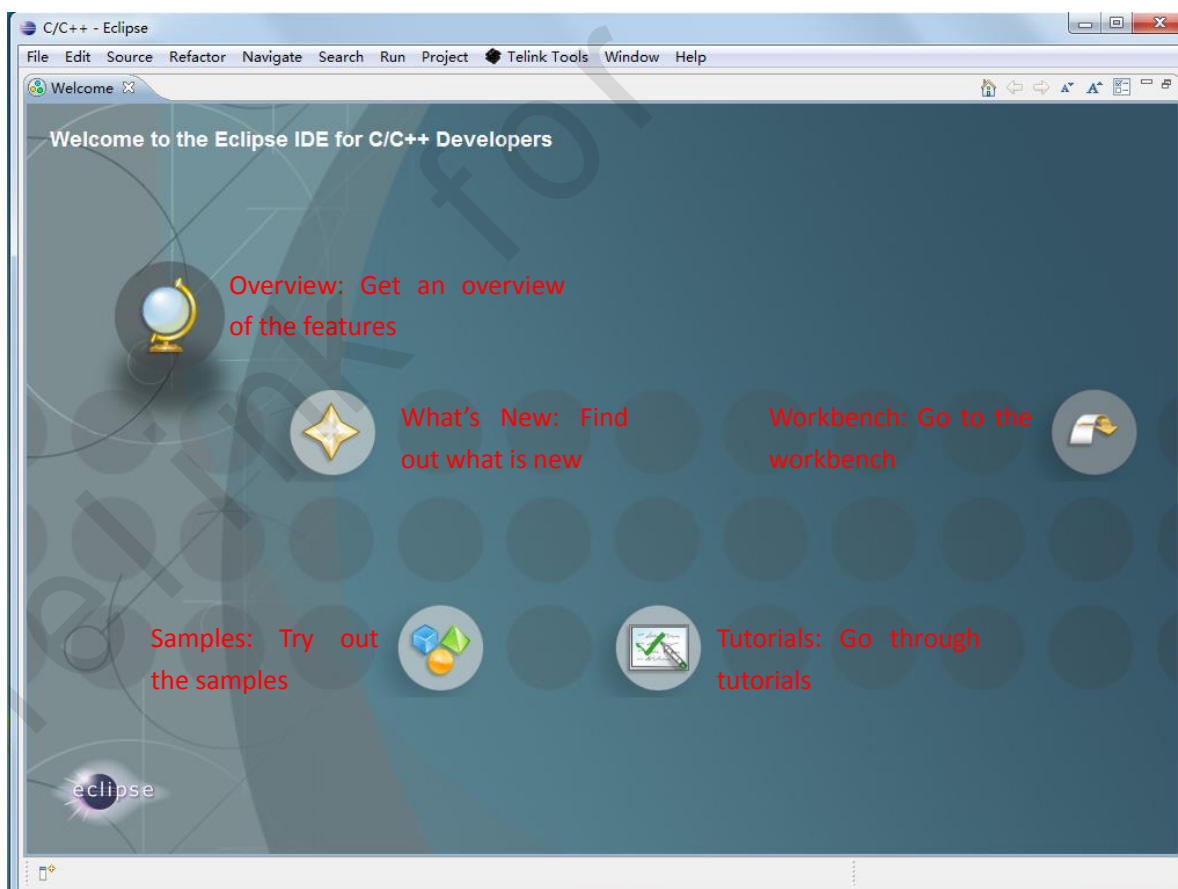 C/C++ - Eclipse
File Edit Source Refactor Navigate Search Run Project Telink Tools Window Help
Welcome
Welcome to the Eclipse IDE for C/C++ Developers
Overview: Get an overview
of the features
What's New: Find
out what is new
Workbench: Go to the
workbench
Samples: Try out
the samples
Tutorials: Go through
tutorials
eclipse
Telink for